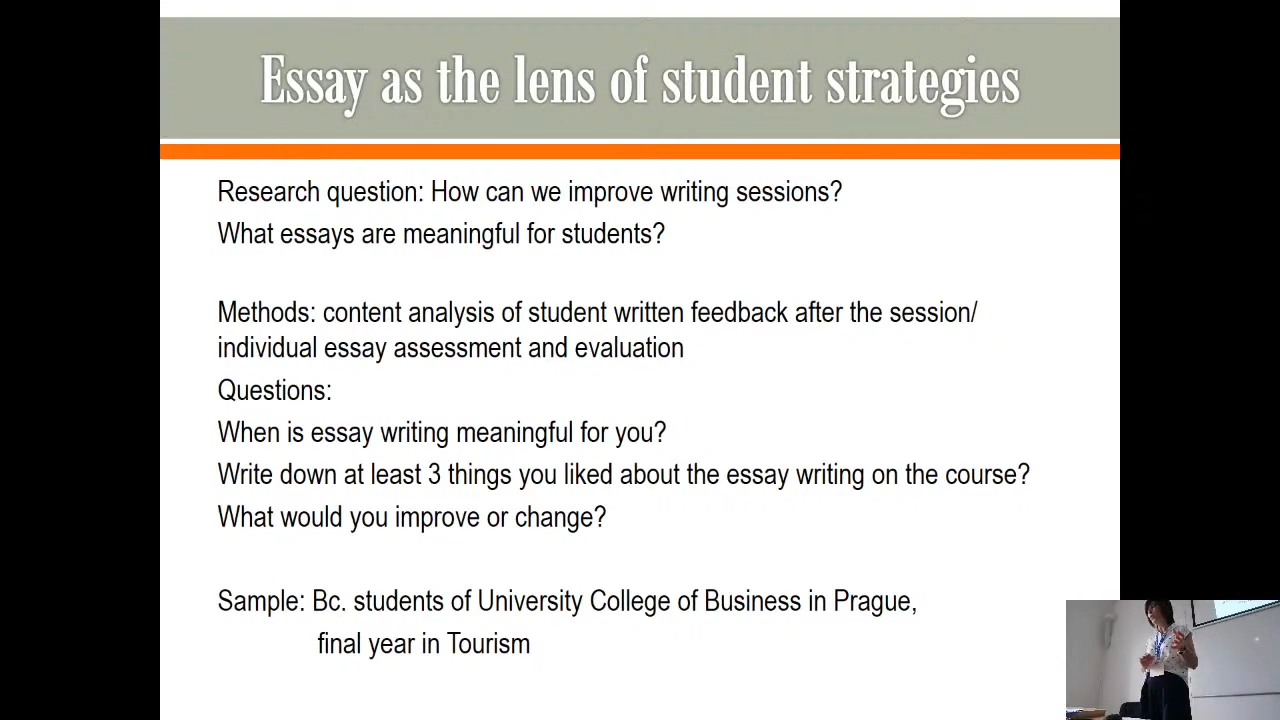 Essay as the lens of student strategies
Research question: How can we improve writing sessions?
What essays are meaningful for students?
Methods: content analysis of student written feedback after the session/
individual essay assessment and evaluation
Questions:
When is essay writing meaningful for you?
Write down at least 3 things you liked about the essay writing on the course?
What would you improve or change?
Sample: Bc. students of University College of Business in Prague,
final year in Tourism